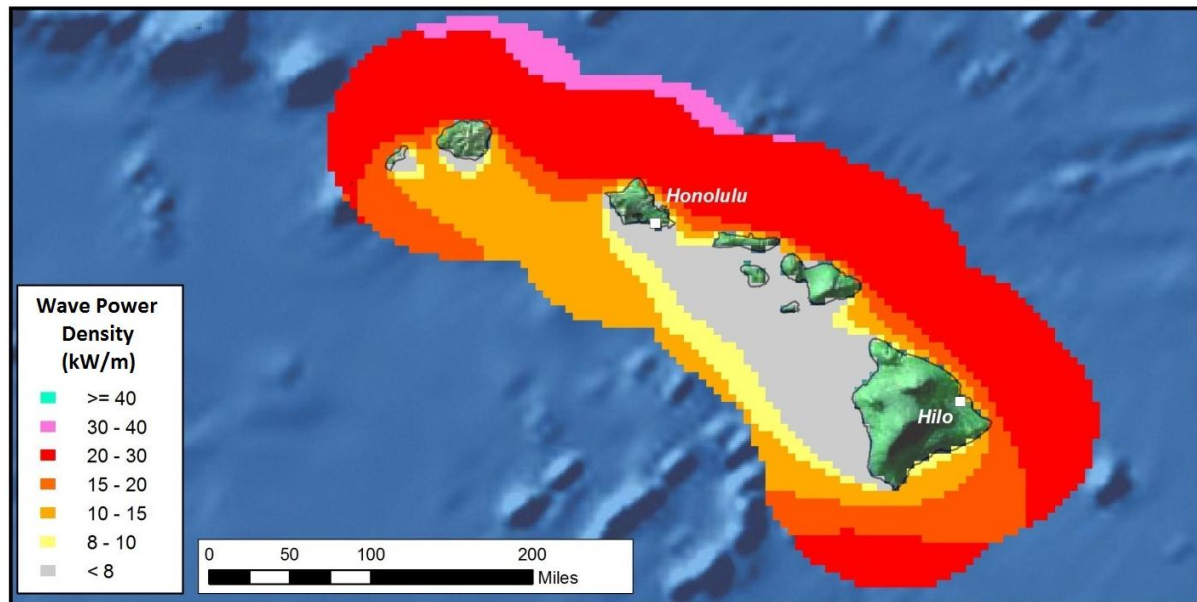 Honolulu
Hilo
Wave Power
Density
(kW/m)
>= 40
30 - 40
20 - 30
15 - 20
10 - 15
8 - 10
< 8
0 50 100 200
Miles